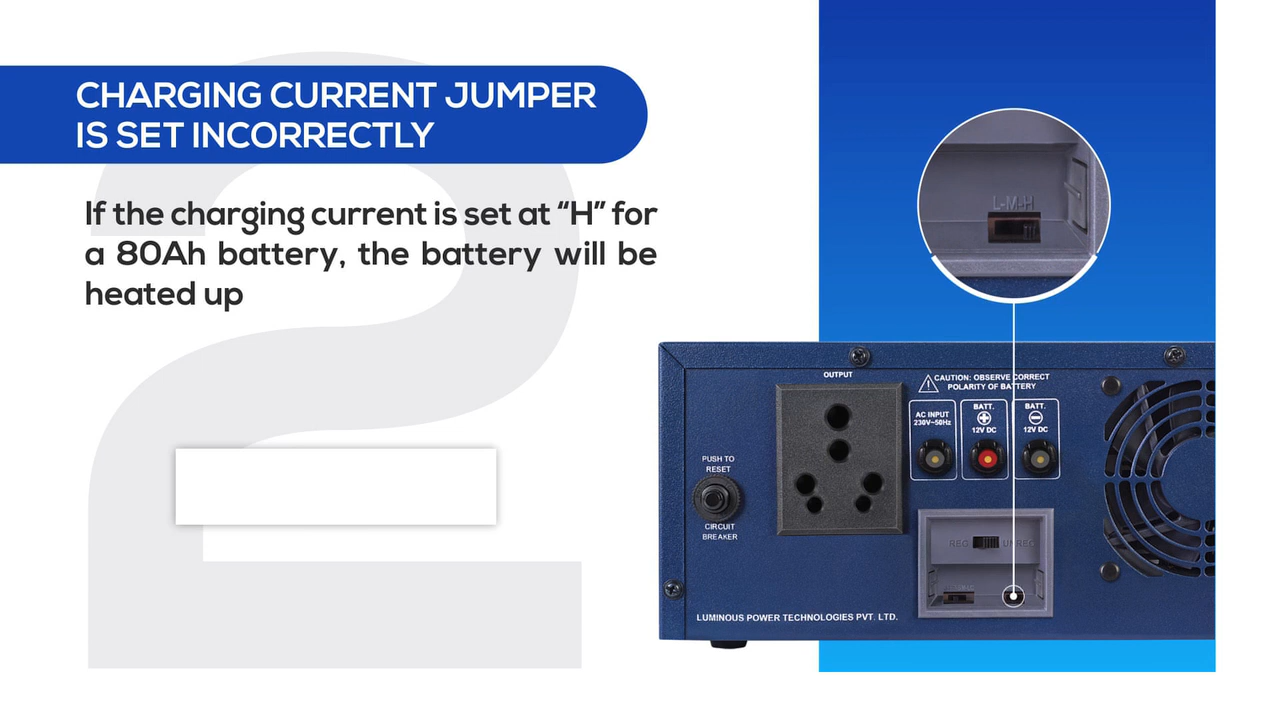 CHARGING CURRENT JUMPER
IS SET INCORRECTLY
If the charging current is set at “H” for
a 80Ah battery, the battery will be
heated up
L-M-H
OUTPUT
CAUTION: OBSERVE CORRECT
POLARITY OF BATTERY
AC INPUT
230V~50Hz
BATT.
12V DC
BATT.
12V DC
PUSH TO
RESET
CIRCUIT
BREAKER
REG
UNREG
LUMINOUS POWER TECHNOLOGIES PVT. LTD.